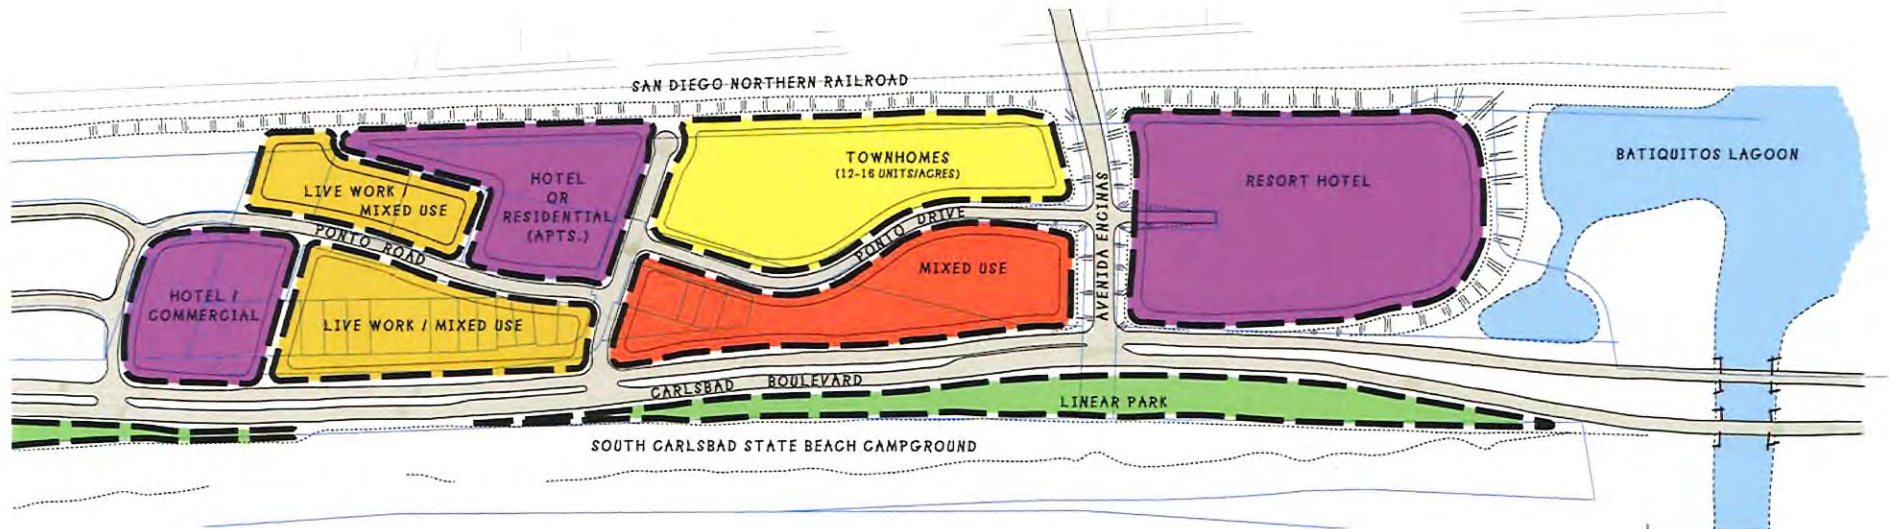 SAN DIEGO NORTHERN RAILROAD
LIVE WORK /
MIXED USE
HOTEL
OR
RESIDENTIAL
(APTS.)
TOWNHOMES
(12-16 UNITS/ACRES)
RESORT HOTEL
BATIQUITOS LAGOON
PONTO ROAD
PONTO DRIVE
AVENIDA ENCINAS
MIXED USE
HOTEL /
COMMERCIAL
LIVE WORK / MIXED USE
CARLSBAD BOULEVARD
LINEAR PARK
SOUTH CARLSBAD STATE BEACH CAMPGROUND